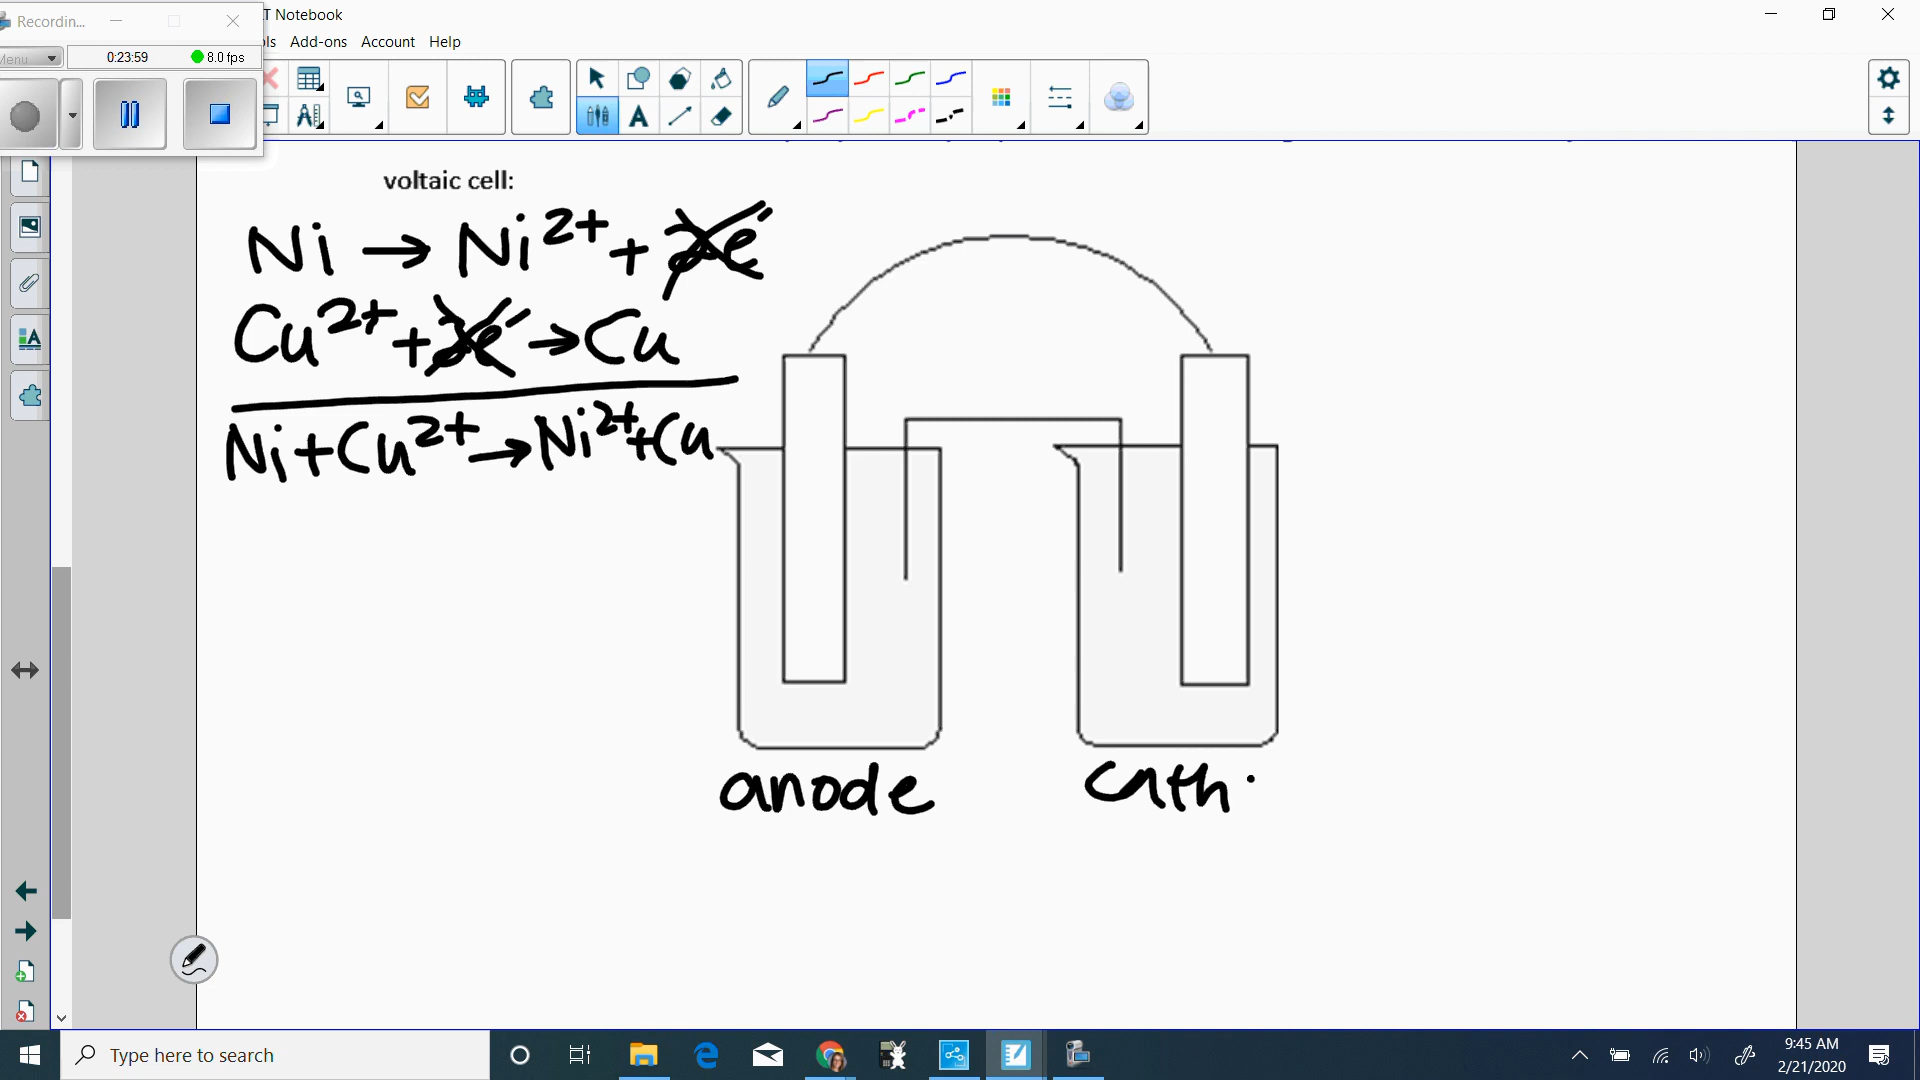 Recordin...
T Notebook
Menu
0:23:59
8.0 fps
ls Add-ons Account Help
voltaic cell:
Ni → Ni²⁺ + 2e⁻
Cu²⁺ + 2e⁻ → Cu
Ni + Cu²⁺ → Ni²⁺ + Cu
anode
cath
Type here to search
9:45 AM
2/21/2020